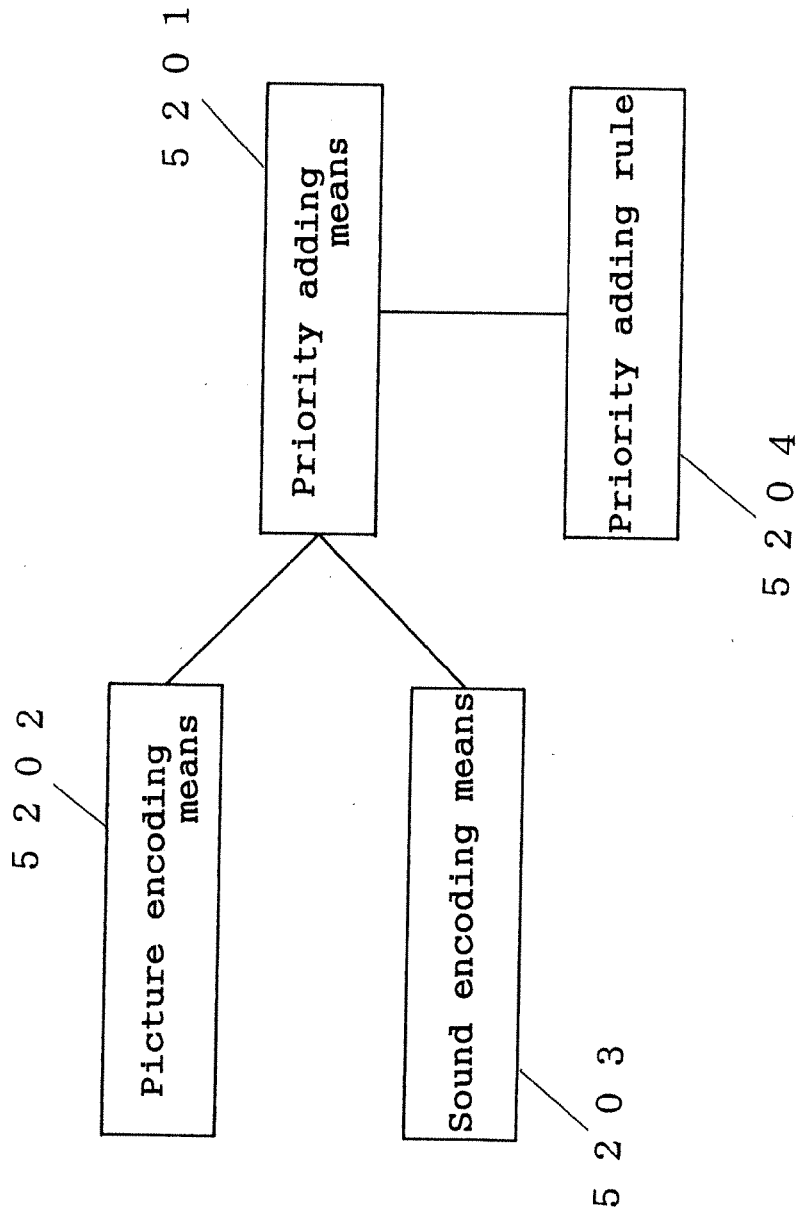 5 2 0 2
Picture encoding
means
5 2 0 1
Priority adding
means
Sound encoding means
5 2 0 3
Priority adding rule
5 2 0 4